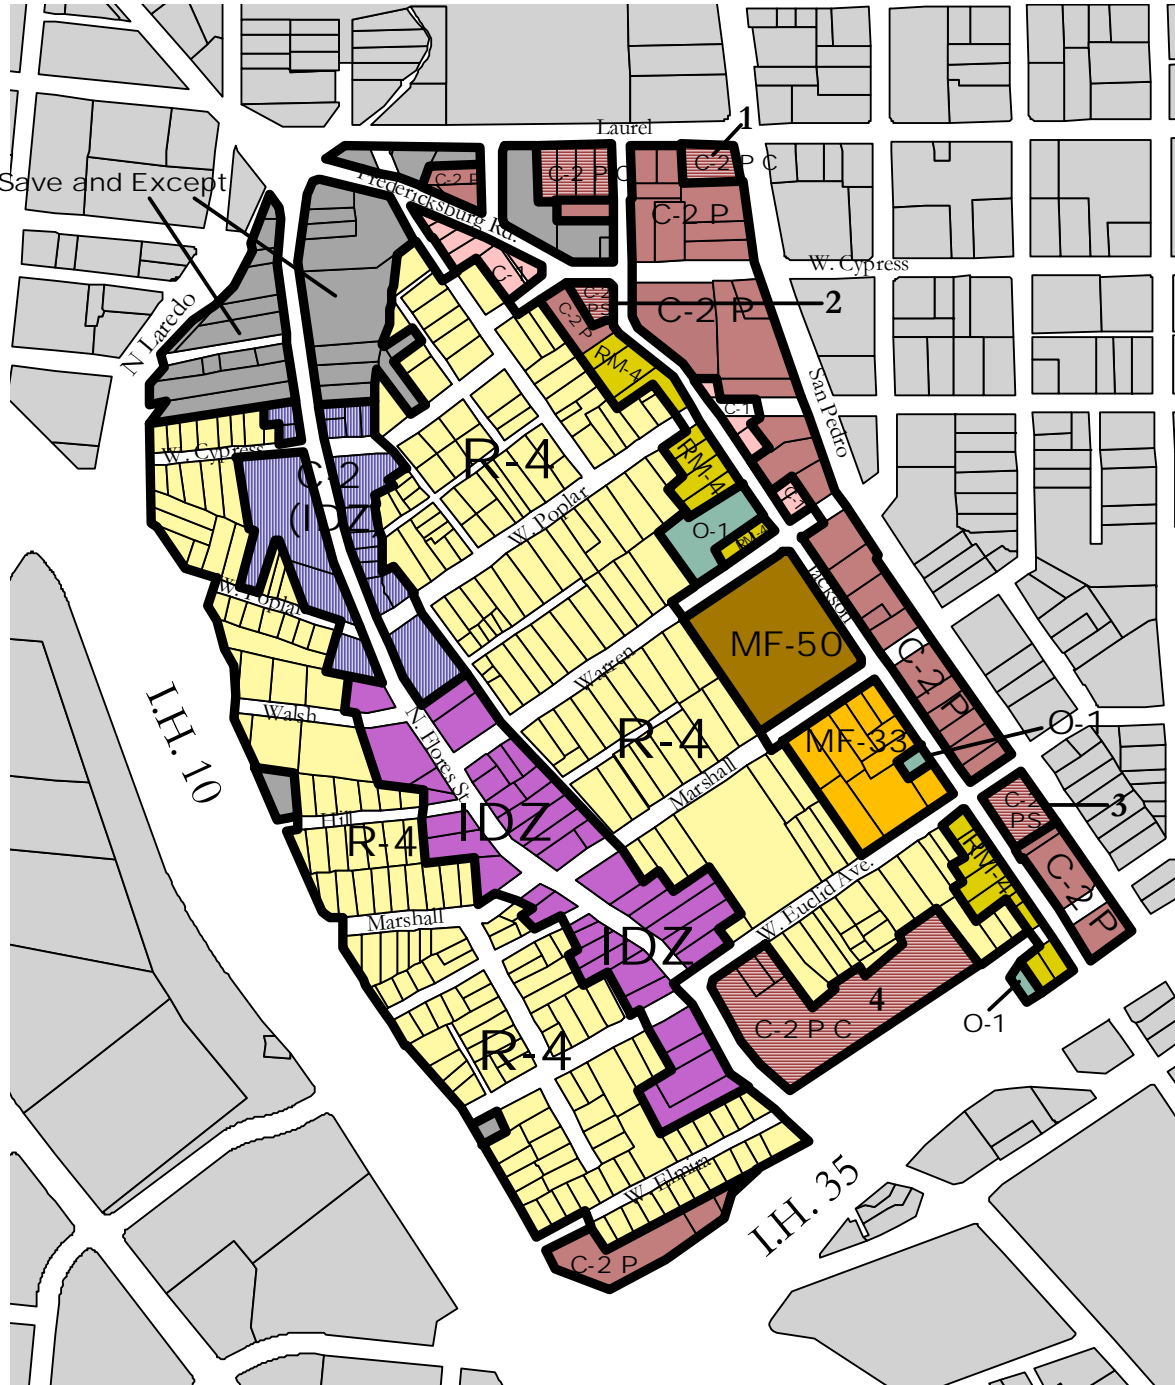 Laurel
1
Save and Except
C-2 P
C-2 P C
C-2 P C
Fredericksburg Rd.
C-2 P
C-1
W. Cypress
C-2
PS
2
C-2 P
C-2 P
N Laredo
RM-4
San Pedro
C-1
W. Cypress
R-4
RM-4
C-2
(IDZ)
C-1
W. Poplar
O-1
RM-4
W. Poplar
Jackson
MF-50
C-2 P
Warren
I.H. 10
Walsh
N. Flores St
R-4
MF-33
O-1
Marshall
C-2
PS
3
Hill
IDZ
R-4
RM-4
C-2 P
W. Euclid Ave.
Marshall
IDZ
4
C-2 P C
O-1
R-4
W. Elmira
I.H. 35
C-2 P